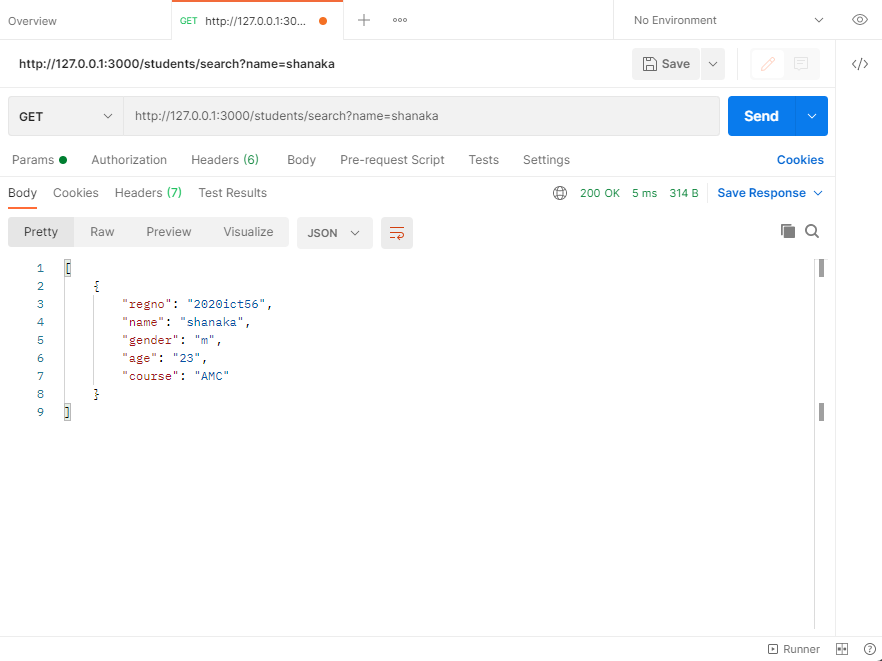 Overview GET http://127.0.0.1:30... No Environment
http://127.0.0.1:3000/students/search?name=shanaka Save
GET http://127.0.0.1:3000/students/search?name=shanaka Send
Params Authorization Headers (6) Body Pre-request Script Tests Settings Cookies
Body Cookies Headers (7) Test Results 200 OK 5 ms 314 B Save Response
Pretty Raw Preview Visualize JSON
1 [
2 {
3 "regno": "2020ict56",
4 "name": "shanaka",
5 "gender": "m",
6 "age": "23",
7 "course": "AMC"
8 }
9 ]
Runner